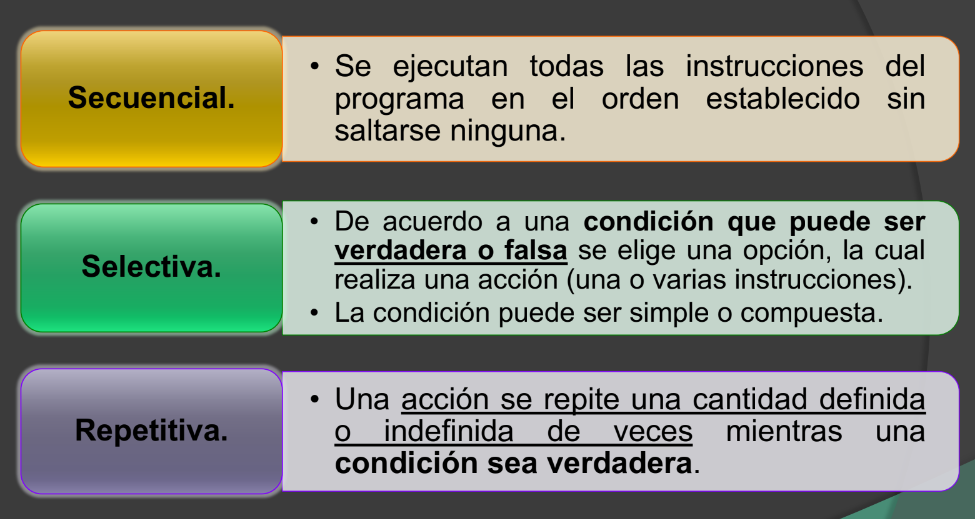 Secuencial.
• Se ejecutan todas las instrucciones del
programa en el orden establecido sin
saltarse ninguna.
Selectiva.
• De acuerdo a una condición que puede ser
verdadera o falsa se elige una opción, la cual
realiza una acción (una o varias instrucciones).
• La condición puede ser simple o compuesta.
Repetitiva.
• Una acción se repite una cantidad definida
o indefinida de veces mientras una
condición sea verdadera.